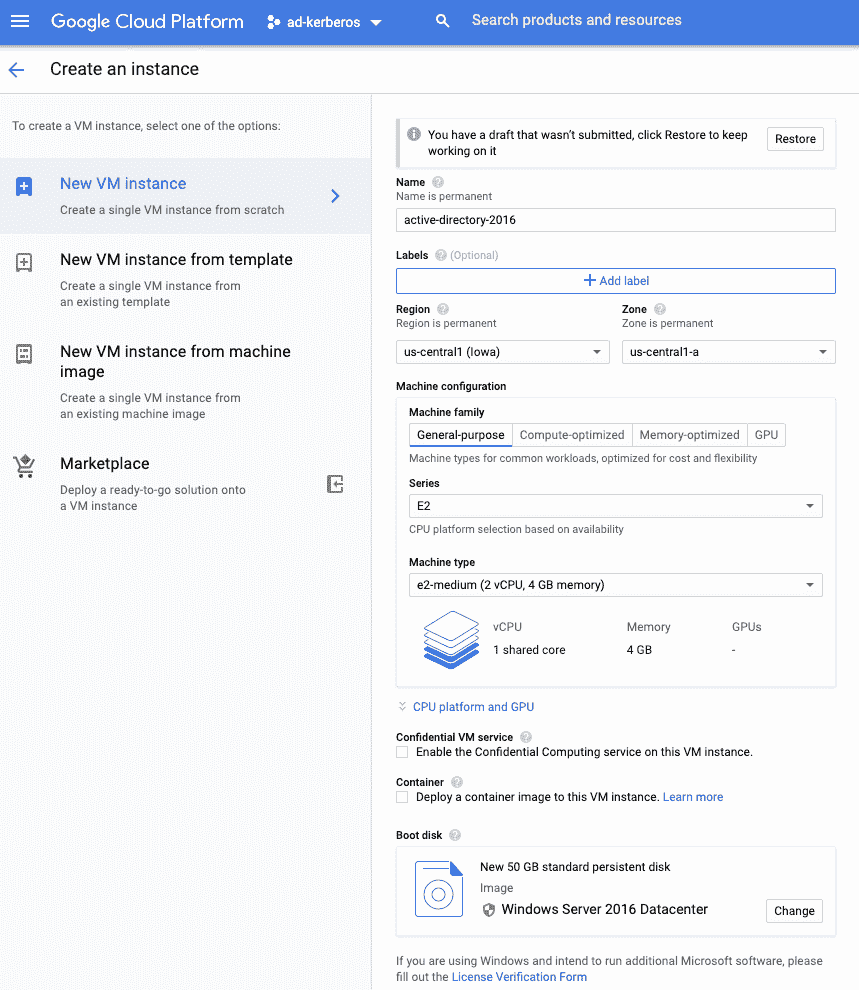 Google Cloud Platform
ad-kerberos
Search products and resources
Create an instance
To create a VM instance, select one of the options:
New VM instance
Create a single VM instance from scratch
New VM instance from template
Create a single VM instance from
an existing template
New VM instance from machine
image
Create a single VM instance from
an existing machine image
Marketplace
Deploy a ready-to-go solution onto
a VM instance
You have a draft that wasn't submitted, click Restore to keep
working on it
Restore
Name
Name is permanent
active-directory-2016
Labels (Optional)
Add label
Region
Region is permanent
us-central1 (Iowa)
Zone
Zone is permanent
us-central1-a
Machine configuration
Machine family
General-purpose Compute-optimized Memory-optimized GPU
Machine types for common workloads, optimized for cost and flexibility
Series
E2
CPU platform selection based on availability
Machine type
e2-medium (2 vCPU, 4 GB memory)
vCPU Memory GPUs
1 shared core 4 GB -
CPU platform and GPU
Confidential VM service
Enable the Confidential Computing service on this VM instance.
Container
Deploy a container image to this VM instance. Learn more
Boot disk
New 50 GB standard persistent disk
Image
Windows Server 2016 Datacenter
Change
If you are using Windows and intend to run additional Microsoft software, please
fill out the License Verification Form